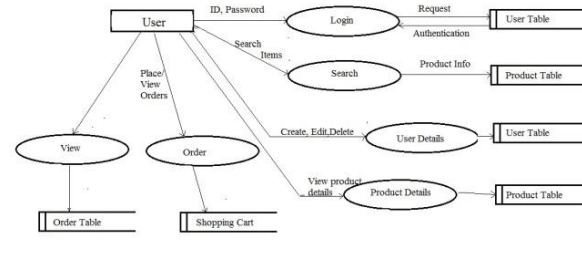 User
ID, Password
Login
Request
Authentication
User Table
Search
Items
Search
Product Info
Product Table
Place/
View
Orders
Create, Edit,Delete
User Details
User Table
View
Order
View product
details
Product Details
Product Table
Order Table
Shopping Cart